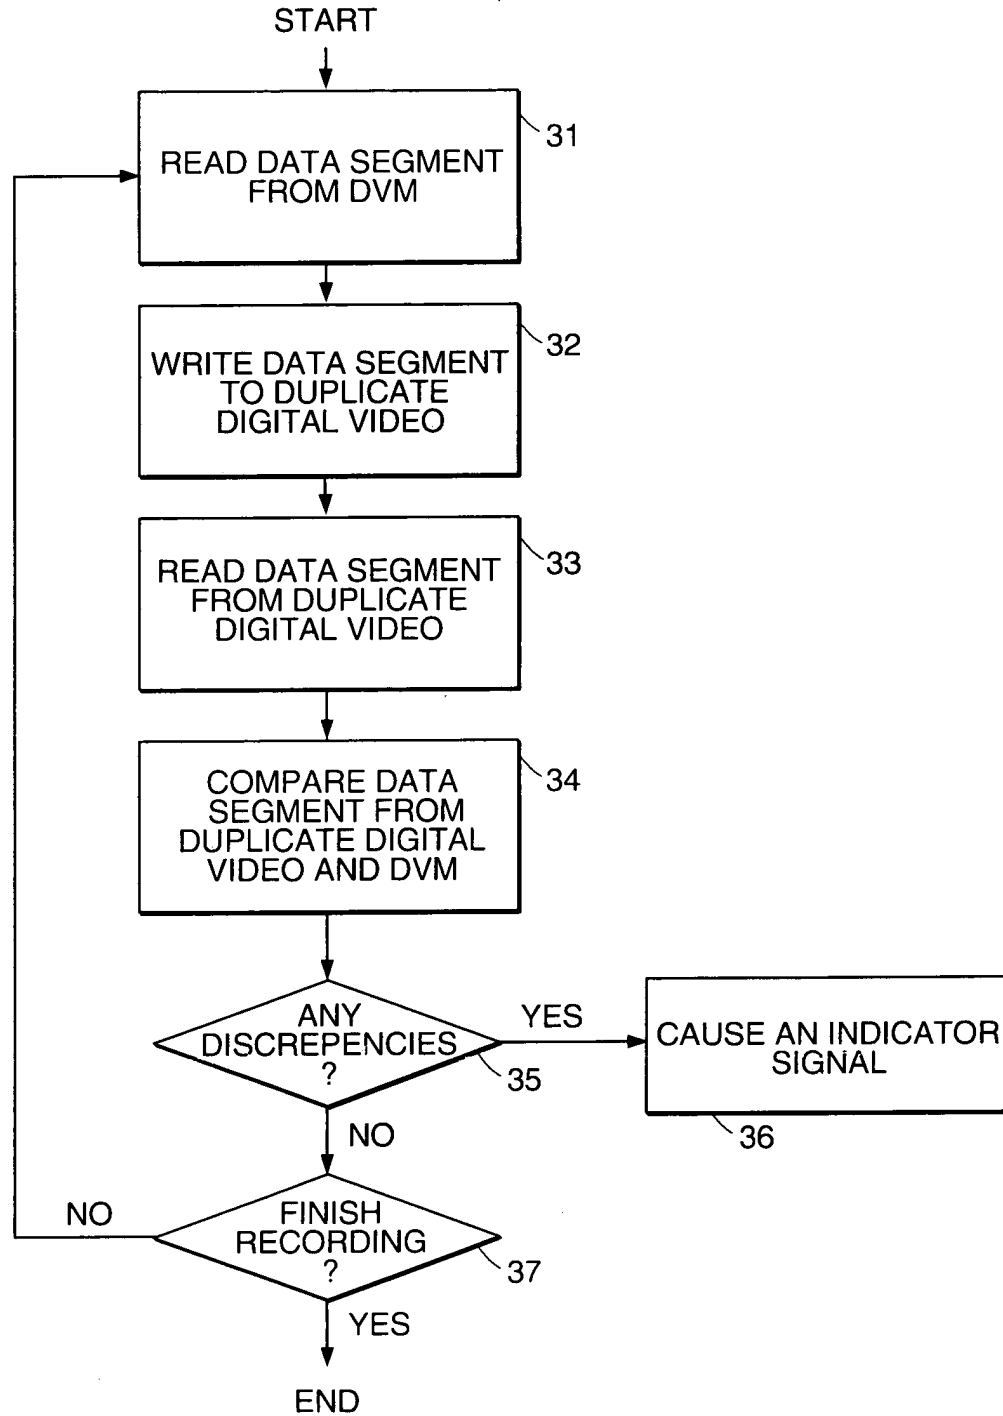 START
31
READ DATA SEGMENT
FROM DVM
32
WRITE DATA SEGMENT
TO DUPLICATE
DIGITAL VIDEO
33
READ DATA SEGMENT
FROM DUPLICATE
DIGITAL VIDEO
34
COMPARE DATA
SEGMENT FROM
DUPLICATE DIGITAL
VIDEO AND DVM
ANY
DISCREPENCIES
?
35
YES
CAUSE AN INDICATOR
SIGNAL
36
NO
FINISH
RECORDING
?
37
NO
YES
END